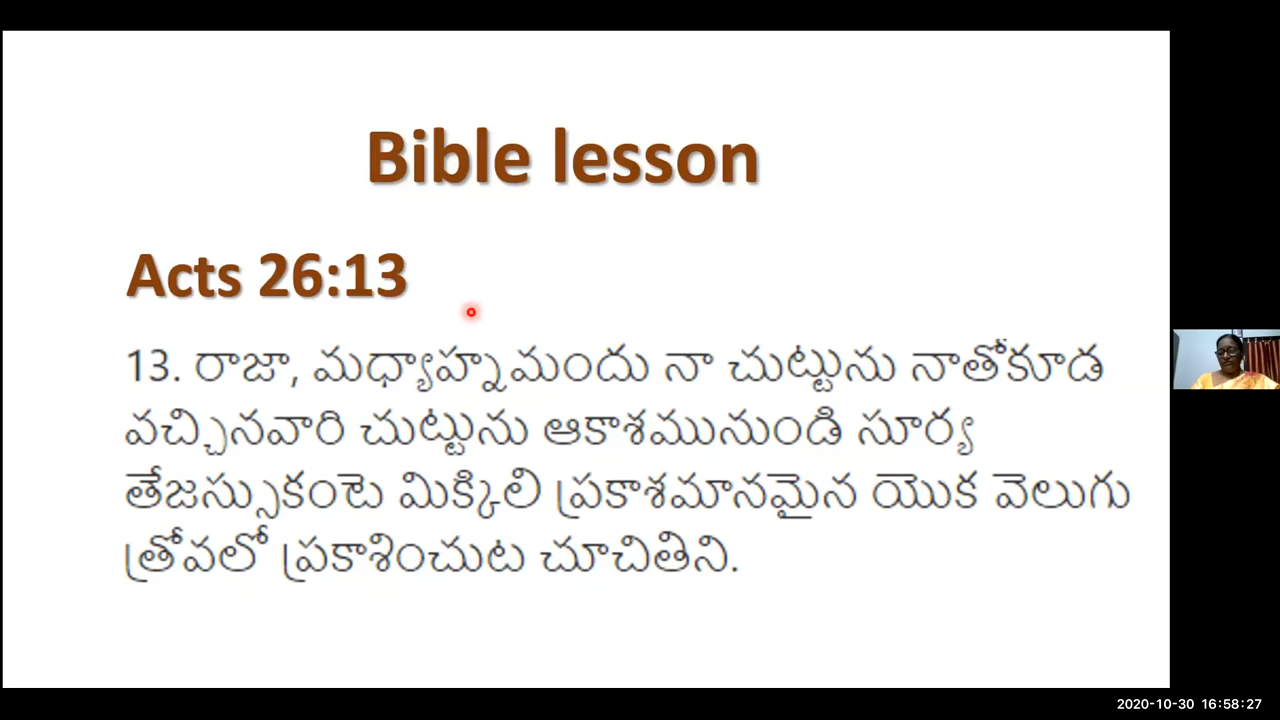 Bible lesson
Acts 26:13
13. రాజా, మధ్యాహ్నమందు నా చుట్టును నాతోకూడ
వచ్చినవారి చుట్టును ఆకాశమునుండి సూర్య
తేజస్సుకంటె మిక్కిలి ప్రకాశమానమైన యొక వెలుగు
త్రోవలో ప్రకాశించుట చూచితిని.
2020-10-30 16:58:27